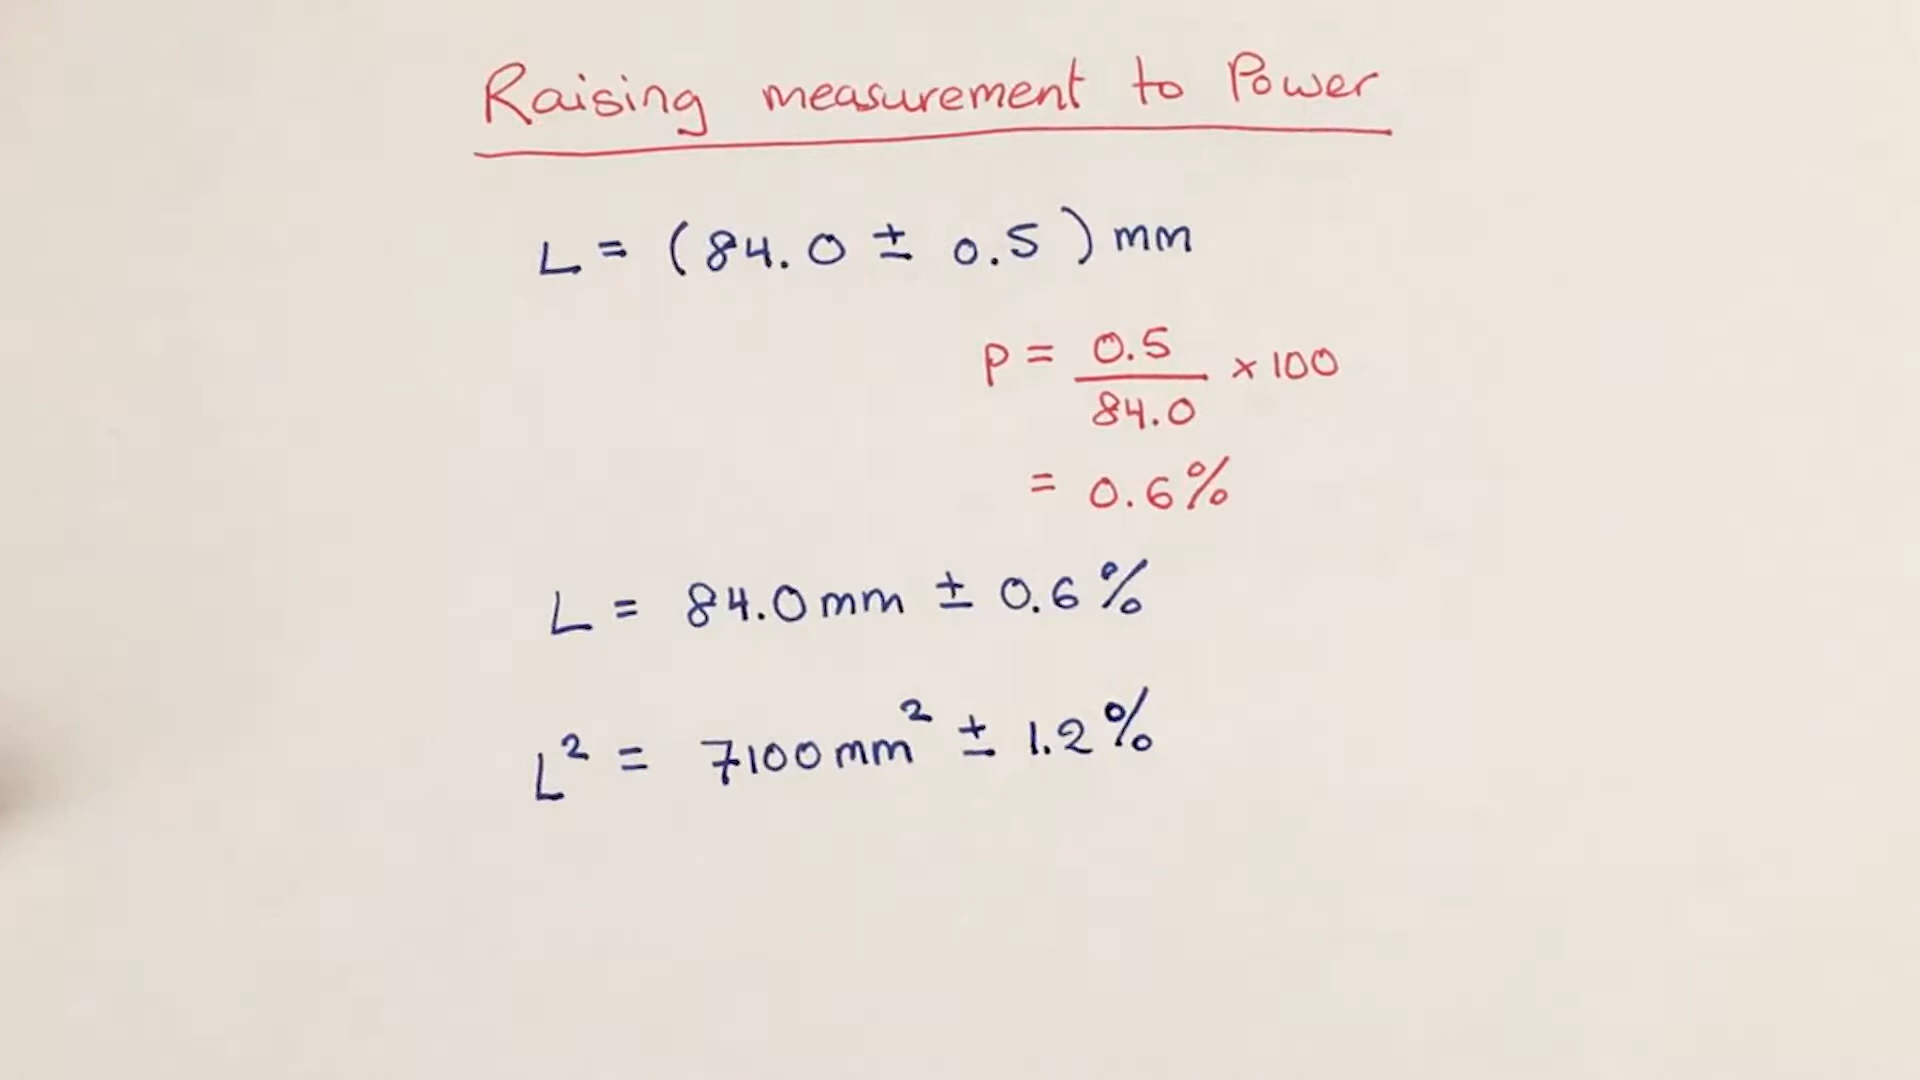 Raising measurement to Power
L = (84.0 ± 0.5) mm
P = 0.5 / 84.0 × 100
= 0.6%
L = 84.0mm ± 0.6%
L² = 7100mm² ± 1.2%